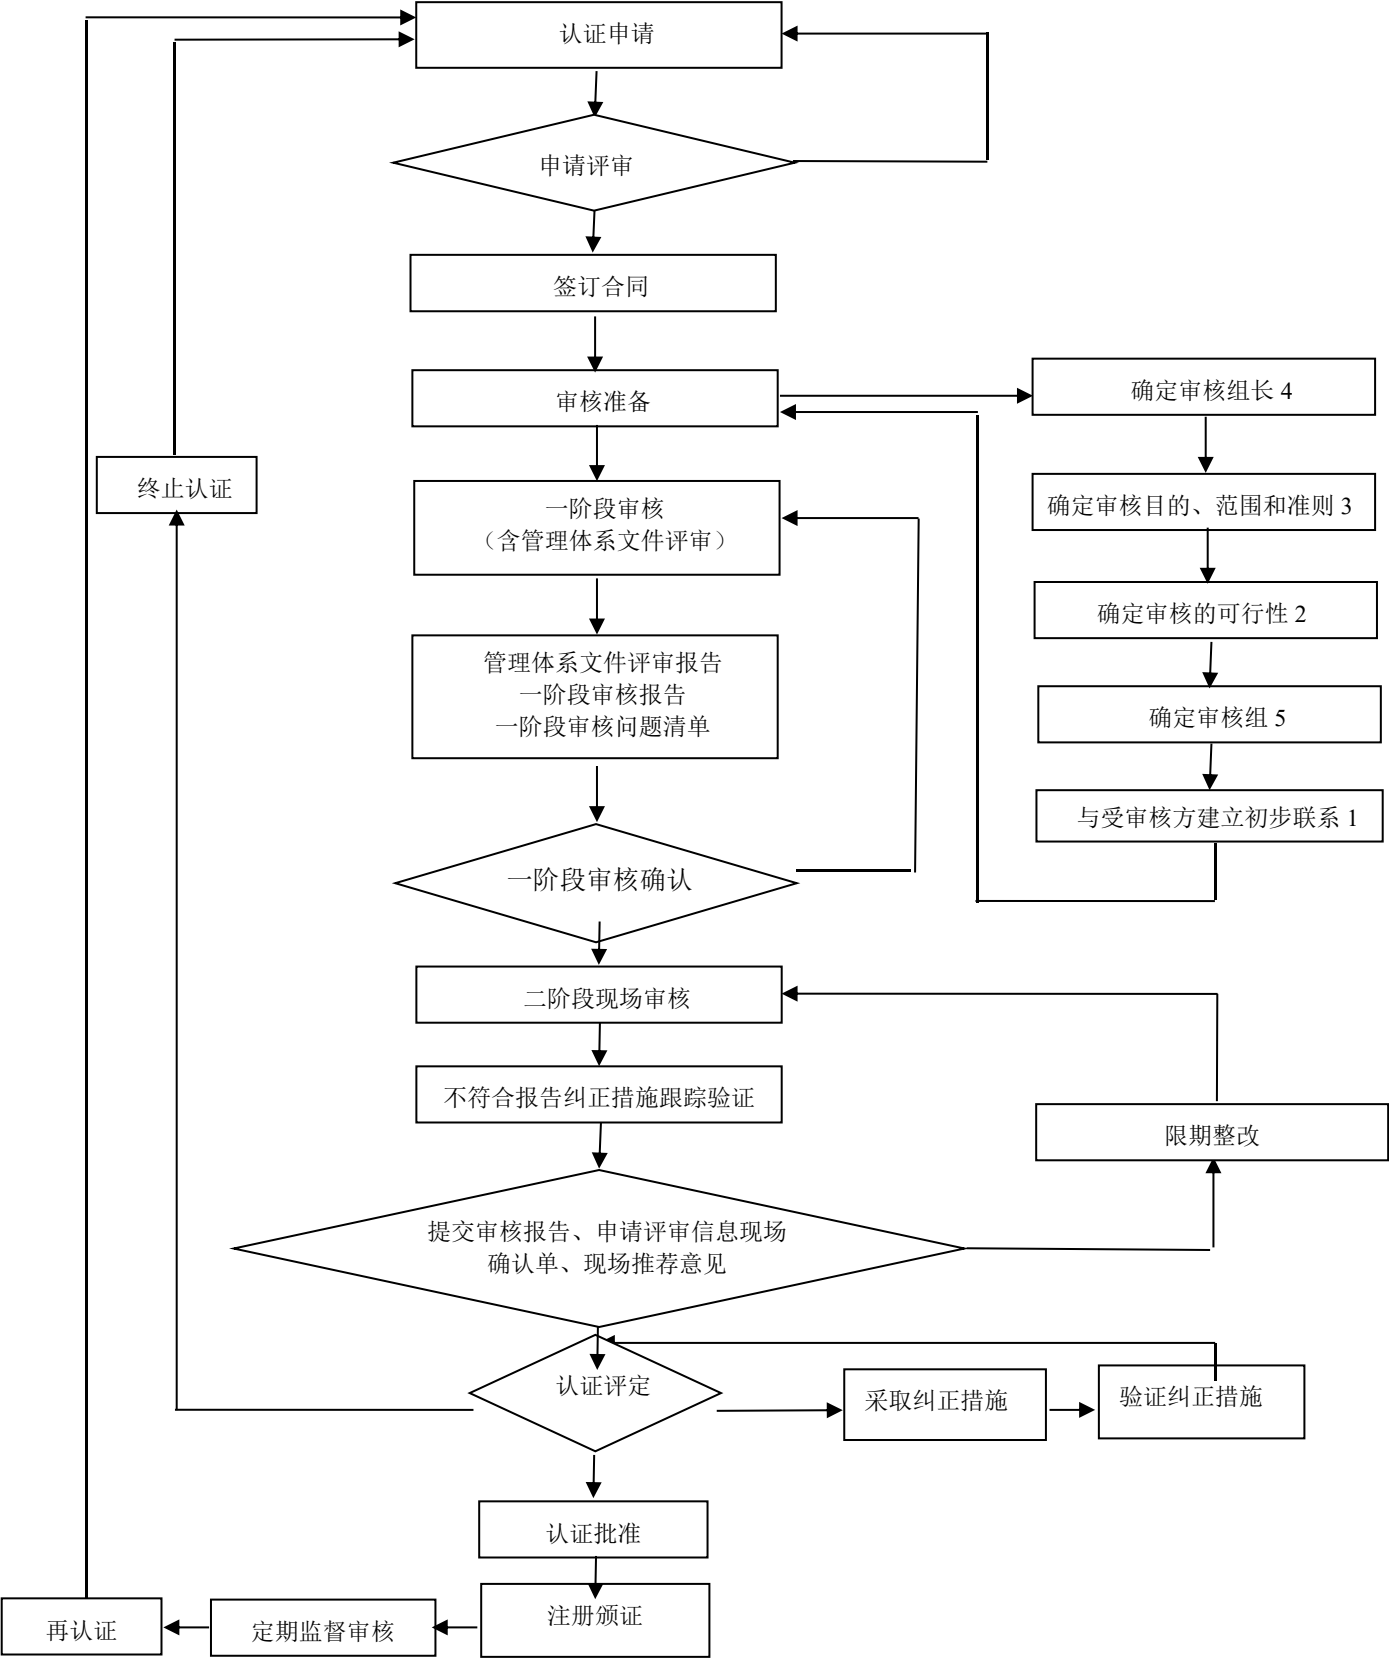 认证申请
申请评审
签订合同
审核准备
确定审核组长 4
终止认证
一阶段审核
（含管理体系文件评审）
确定审核目的、范围和准则 3
确定审核的可行性 2
管理体系文件评审报告
一阶段审核报告
一阶段审核问题清单
确定审核组 5
与受审核方建立初步联系 1
一阶段审核确认
二阶段现场审核
不符合报告纠正措施跟踪验证
限期整改
提交审核报告、申请评审信息现场
确认单、现场推荐意见
认证评定
采取纠正措施
验证纠正措施
认证批准
注册颁证
定期监督审核
再认证